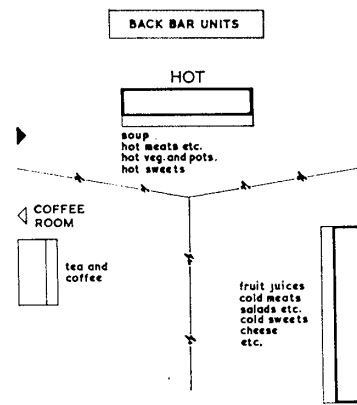 BACK BAR UNITS
HOT
soup
hot meats etc.
hot veg. and pots.
hot sweets
COFFEE
ROOM
tea and
coffee
fruit juices
cold meats
salads etc.
cold sweets
cheese
etc.